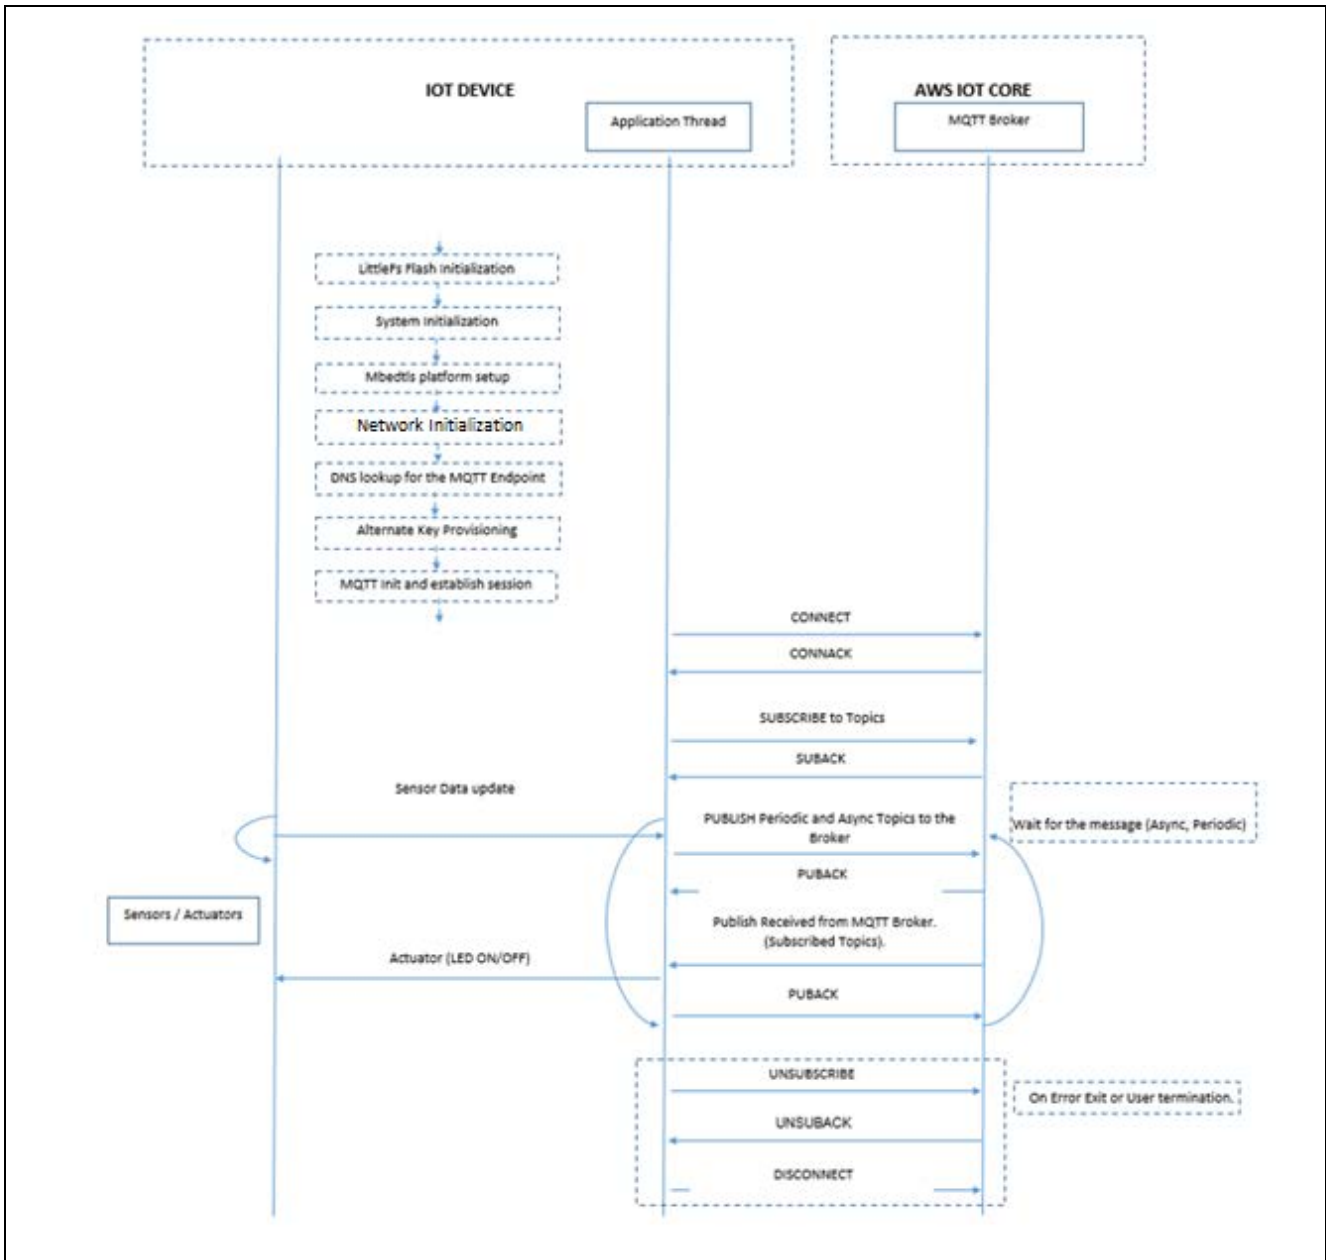 IOT DEVICE
AWS IOT CORE
Application Thread
MQTT Broker
LittleFs Flash Initialization
System Initialization
Mbedtls platform setup
Network Initialization
DNS lookup for the MQTT Endpoint
Alternate Key Provisioning
MQTT Init and establish session
CONNECT
CONNACK
SUBSCRIBE to Topics
SUBACK
Sensor Data update
PUBLISH Periodic and Async Topics to the
Broker
Wait for the message (Async, Periodic)
PUBACK
Sensors / Actuators
Publish Received from MQTT Broker.
(Subscribed Topics).
Actuator (LED ON/OFF)
PUBACK
UNSUBSCRIBE
On Error Exit or User termination.
UNSUBACK
DISCONNECT